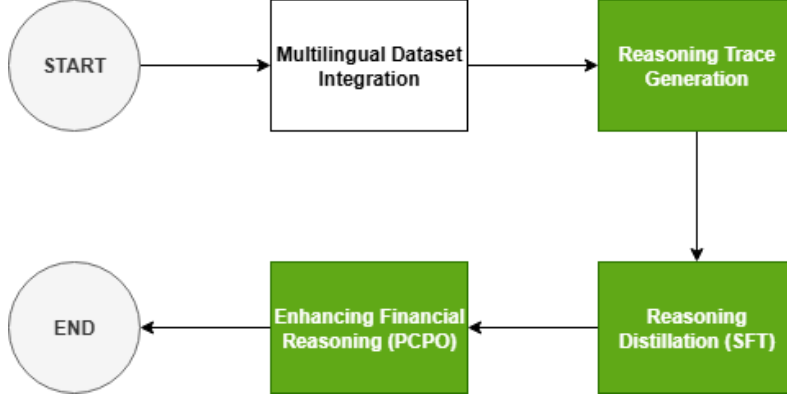 START
Multilingual Dataset
Integration
Reasoning Trace
Generation
Reasoning
Distillation (SFT)
Enhancing Financial
Reasoning (PCPO)
END